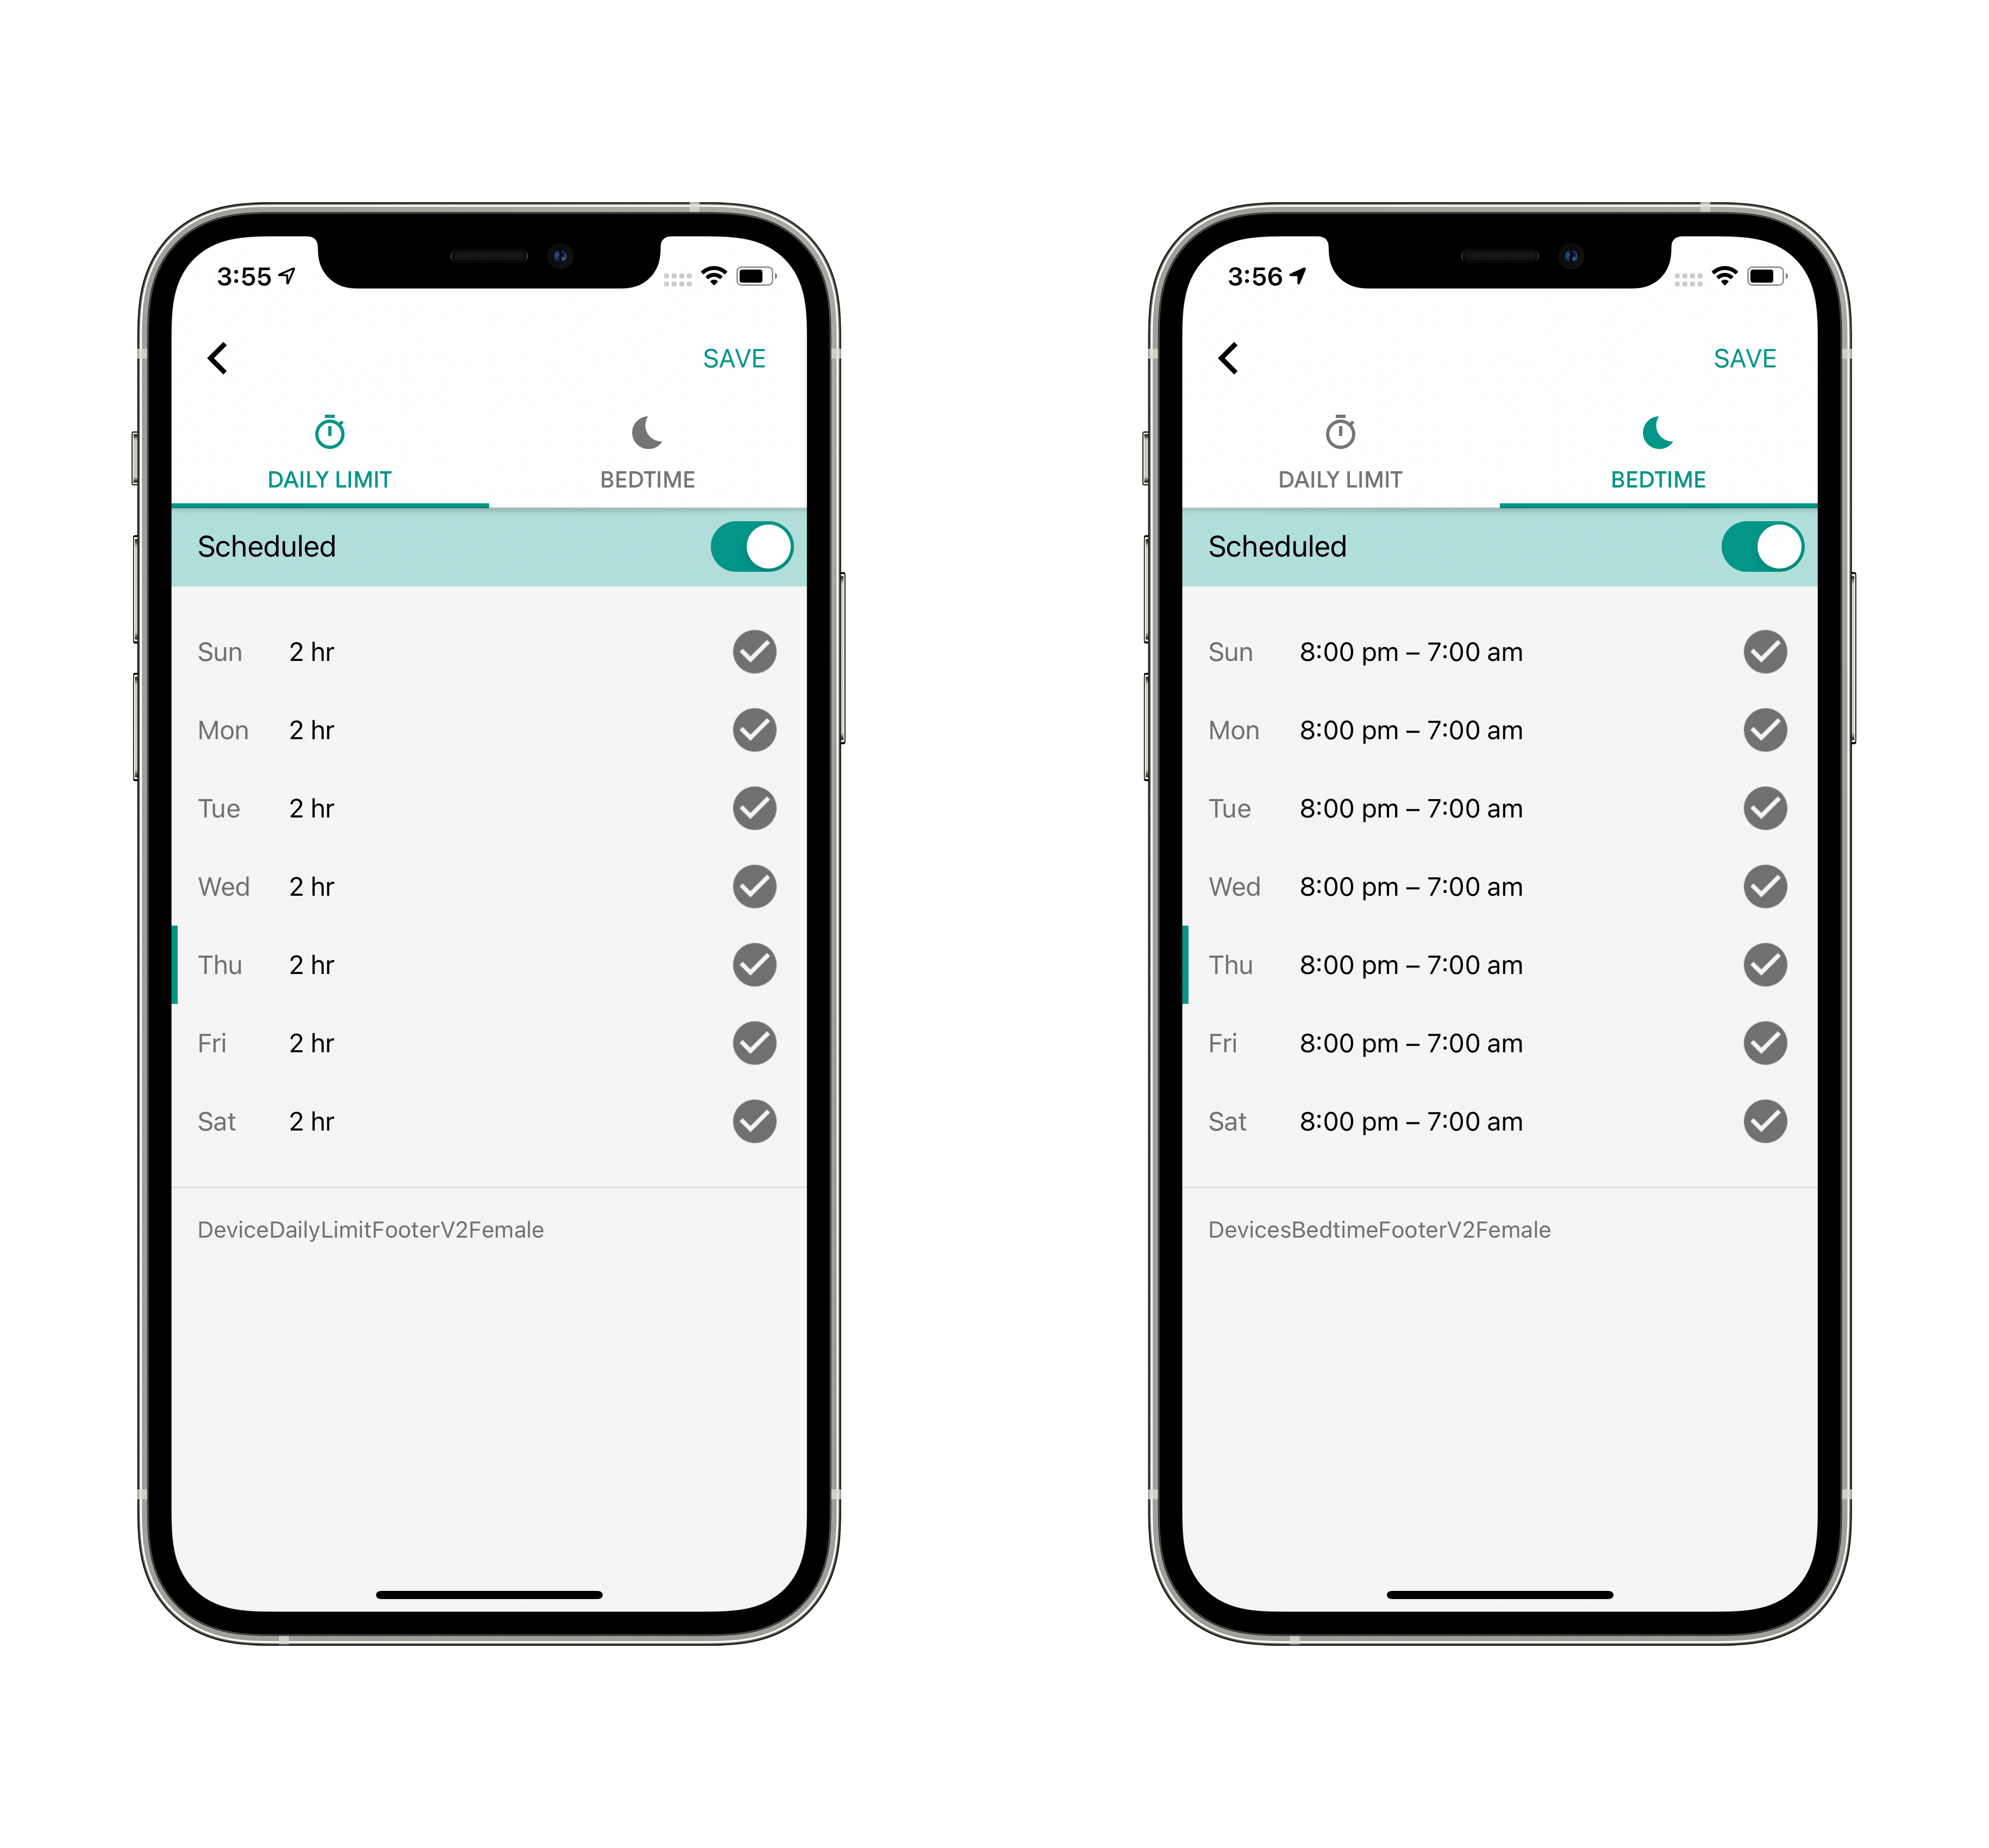 3:55
SAVE
DAILY LIMIT BEDTIME
Scheduled
Sun 2 hr
Mon 2 hr
Tue 2 hr
Wed 2 hr
Thu 2 hr
Fri 2 hr
Sat 2 hr
DeviceDailyLimitFooterV2Female
3:56
SAVE
DAILY LIMIT BEDTIME
Scheduled
Sun 8:00 pm – 7:00 am
Mon 8:00 pm – 7:00 am
Tue 8:00 pm – 7:00 am
Wed 8:00 pm – 7:00 am
Thu 8:00 pm – 7:00 am
Fri 8:00 pm – 7:00 am
Sat 8:00 pm – 7:00 am
DevicesBedtimeFooterV2Female